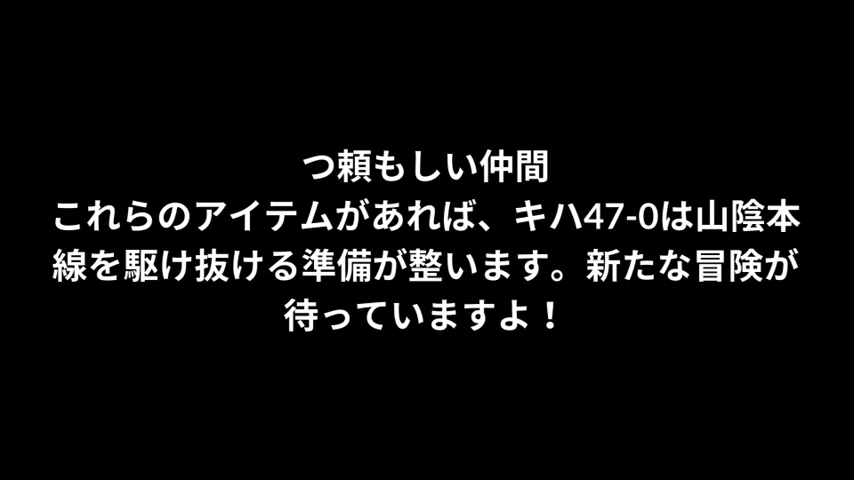 つ頼もしい仲間
これらのアイテムがあれば、キハ47-0は山陰本
線を駆け抜ける準備が整います。新たな冒険が
待っていますよ！